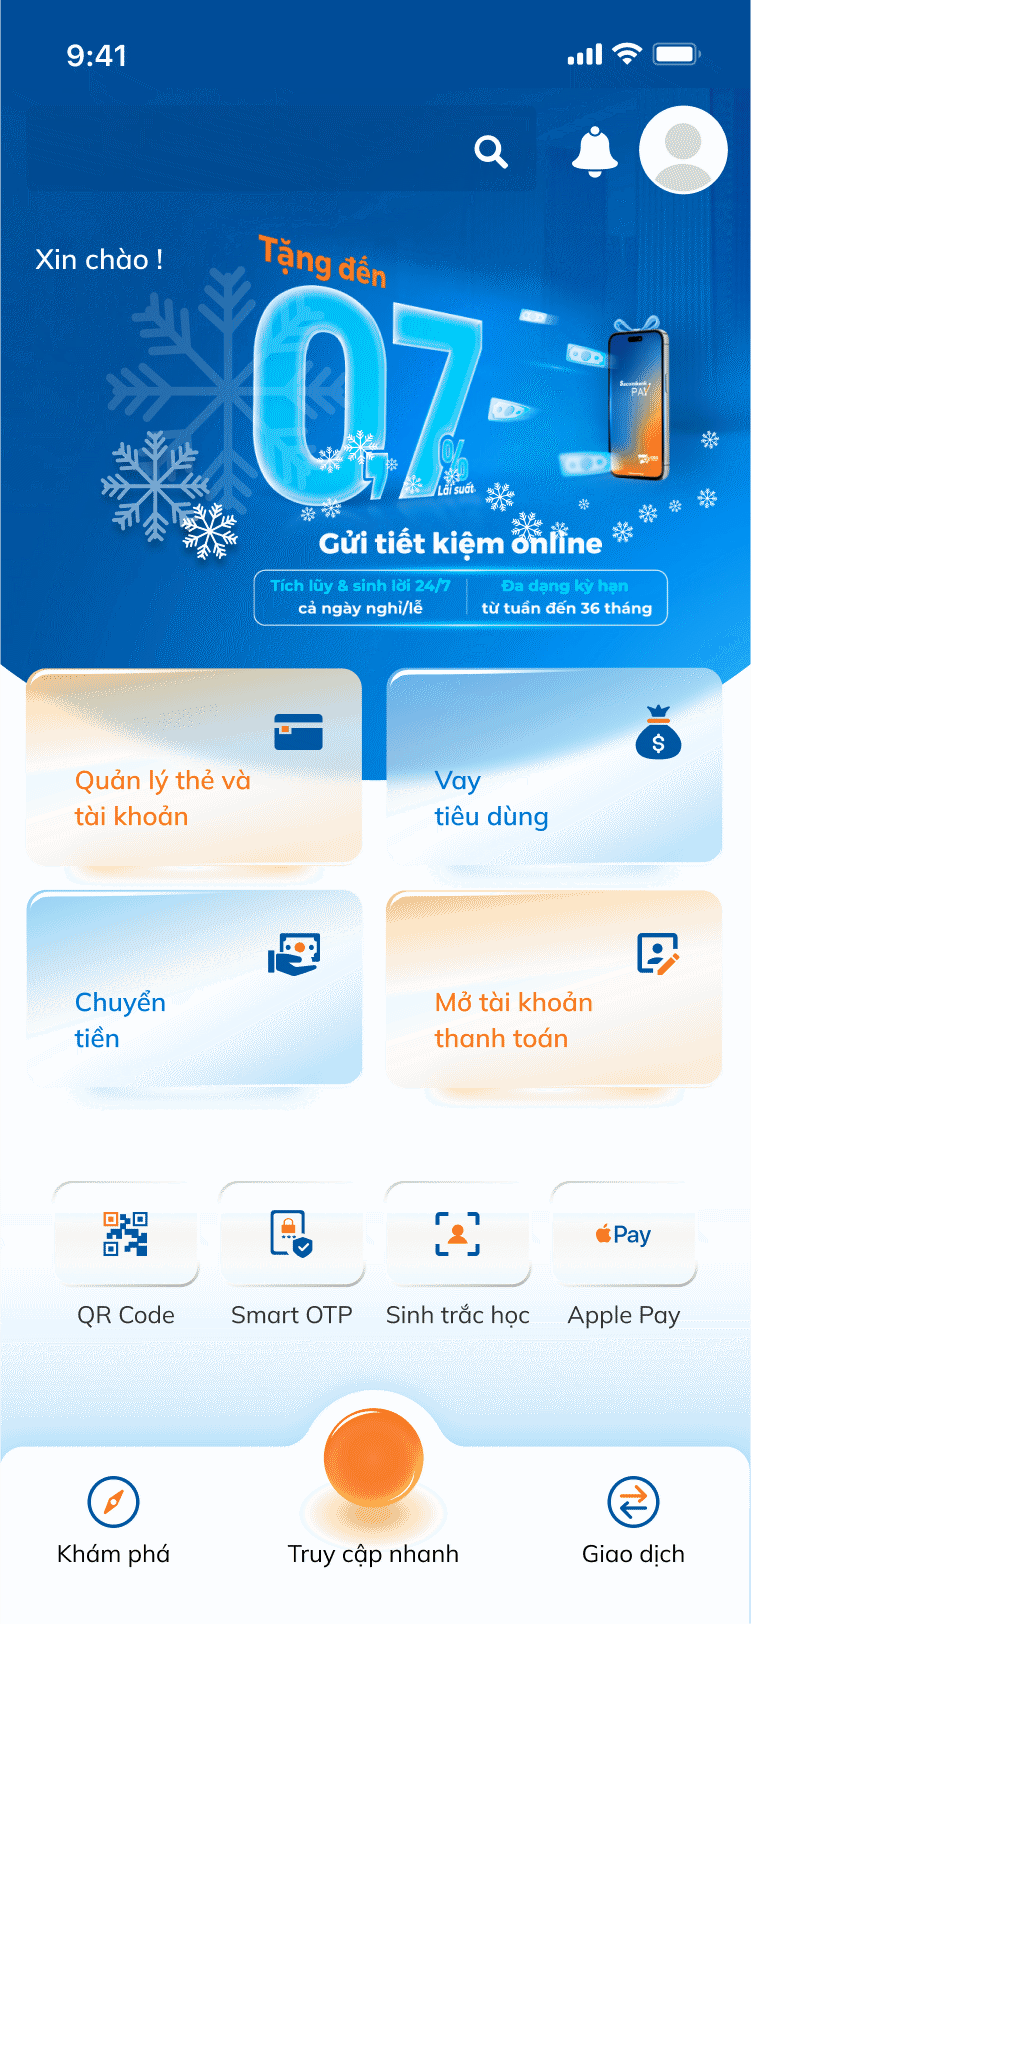 9:41
Xin chào !
Tặng đến
0,7%
Lãi suất
Sacombank
PAY
Gửi tiết kiệm online
Tích lũy & sinh lời 24/7
cả ngày nghỉ/lễ
Đa dạng kỳ hạn
từ tuần đến 36 tháng
Quản lý thẻ và
tài khoản
Vay
tiêu dùng
$
Chuyển
tiền
Mở tài khoản
thanh toán
Pay
QR Code
Smart OTP
Sinh trắc học
Apple Pay
Khám phá
Truy cập nhanh
Giao dịch